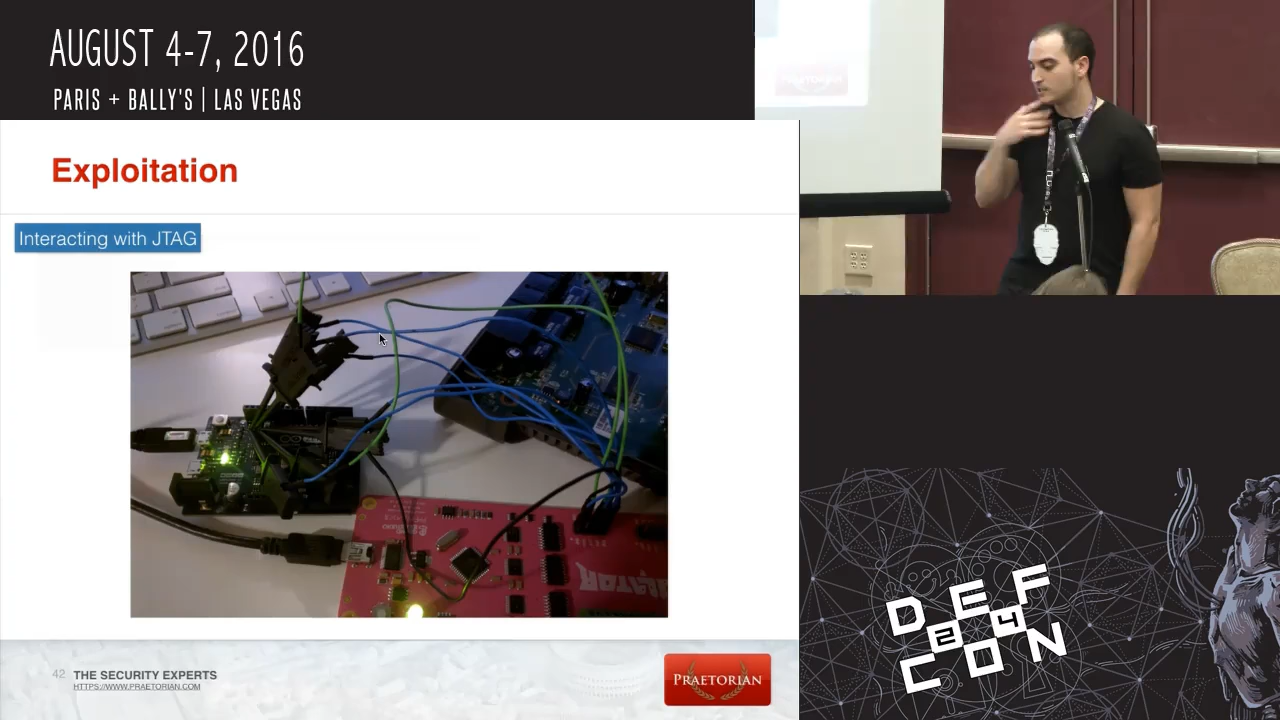 AUGUST 4-7, 2016
PARIS + BALLY'S | LAS VEGAS
Exploitation
Interacting with JTAG
42 THE SECURITY EXPERTS
HTTPS://WWW.PRAETORIAN.COM
PRAETORIAN
DEF
24
CON